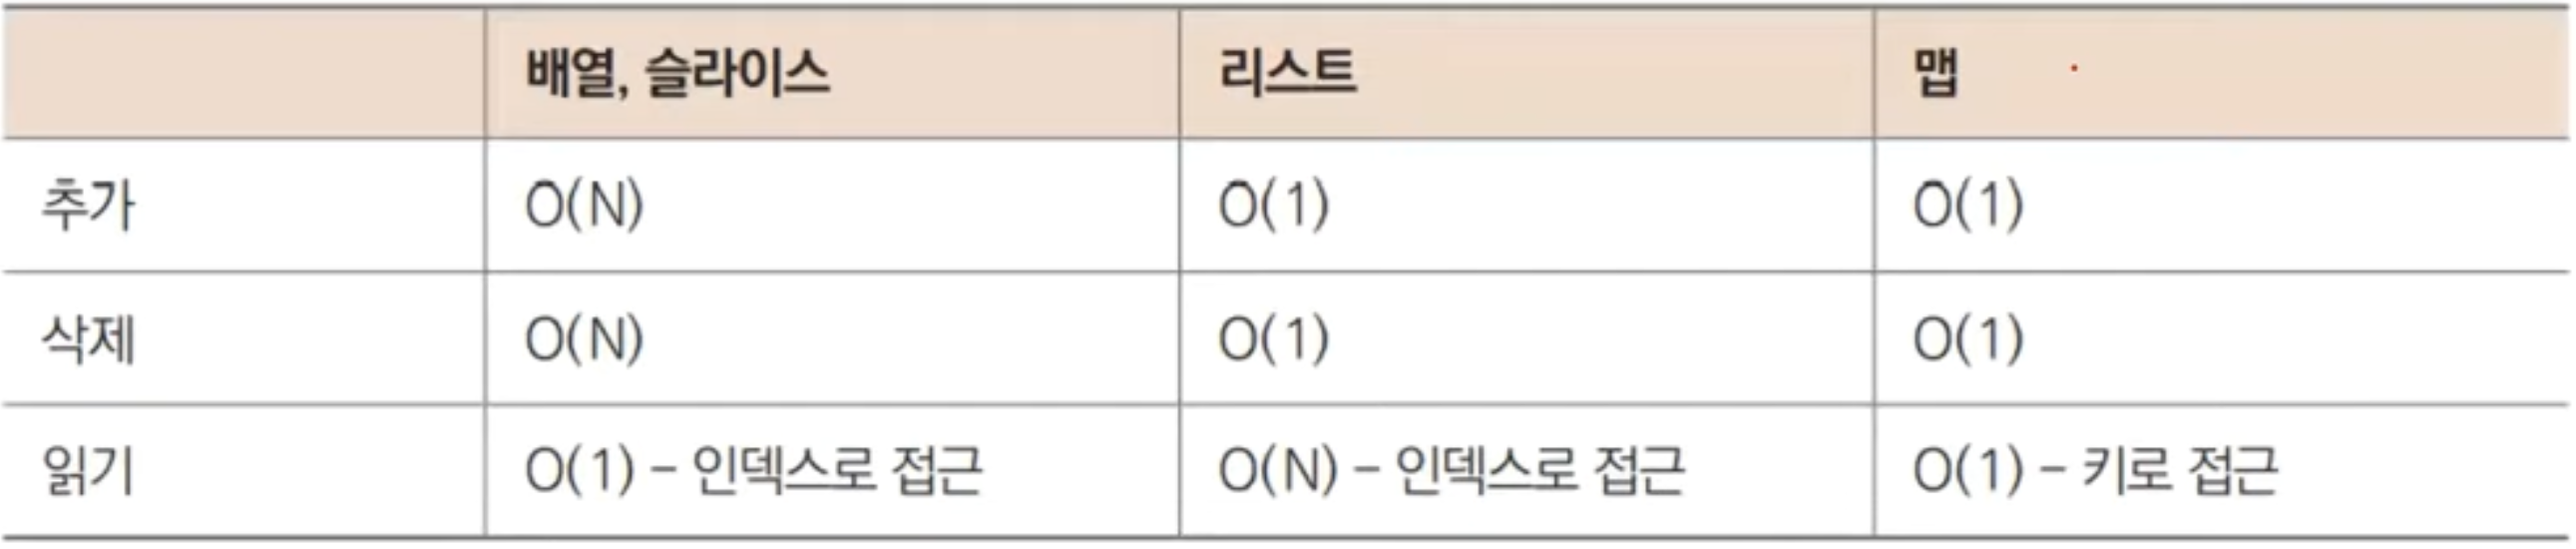 배열, 슬라이스 리스트 맵
추가 O(N) O(1) O(1)
삭제 O(N) O(1) O(1)
읽기 O(1) – 인덱스로 접근 O(N) – 인덱스로 접근 O(1) – 키로 접근